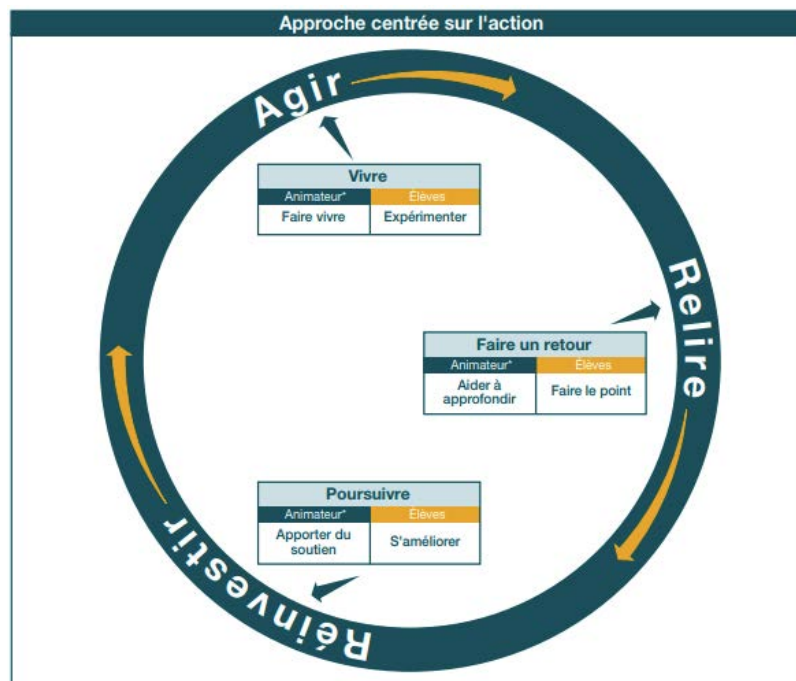 Approche centrée sur l'action
Agir
Vivre
Animateur* Élèves
Faire vivre Expérimenter
Relire
Faire un retour
Animateur* Élèves
Aider à approfondir Faire le point
Poursuivre
Animateur* Élèves
Apporter du soutien S'améliorer
Réinvestir